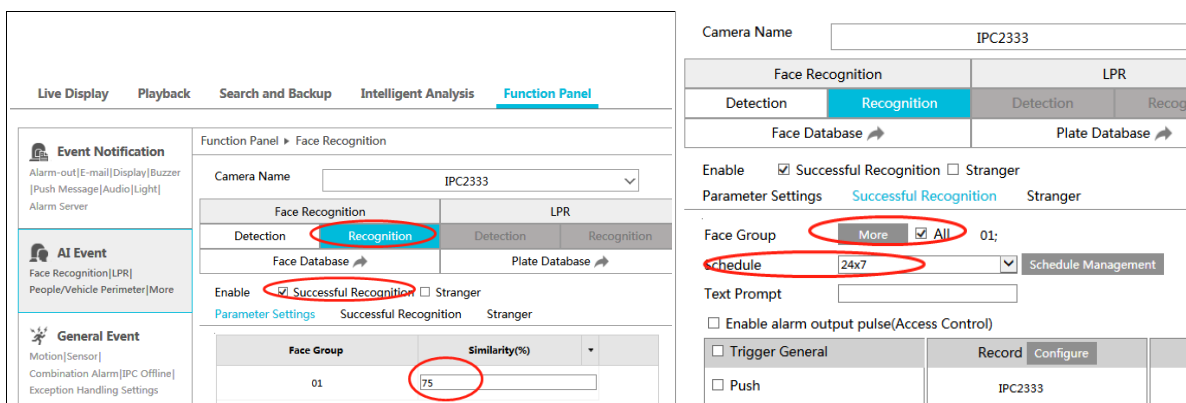 Live Display Playback Search and Backup Intelligent Analysis Function Panel
Event Notification
Alarm-out|E-mail|Display|Buzzer
|Push Message|Audio|Light|
Alarm Server
AI Event
Face Recognition|LPR|
People/Vehicle Perimeter|More
General Event
Motion|Sensor|
Combination Alarm|IPC Offline|
Exception Handling Settings
Function Panel ▸ Face Recognition
Camera Name IPC2333
Face Recognition LPR
Detection Recognition Detection Recognition
Face Database Plate Database
Enable Successful Recognition Stranger
Parameter Settings Successful Recognition Stranger
Face Group Similarity(%)
01 75
Camera Name IPC2333
Face Recognition LPR
Detection Recognition Detection Recog
Face Database Plate Database
Enable Successful Recognition Stranger
Parameter Settings Successful Recognition Stranger
Face Group More All 01;
Schedule 24x7 Schedule Management
Text Prompt
Enable alarm output pulse(Access Control)
Trigger General Record Configure
Push IPC2333